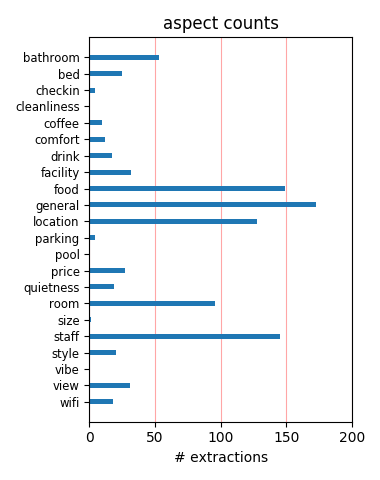 aspect counts
bathroom
bed
checkin
cleanliness
coffee
comfort
drink
facility
food
general
location
parking
pool
price
quietness
room
size
staff
style
vibe
view
wifi
0 50 100 150 200
# extractions